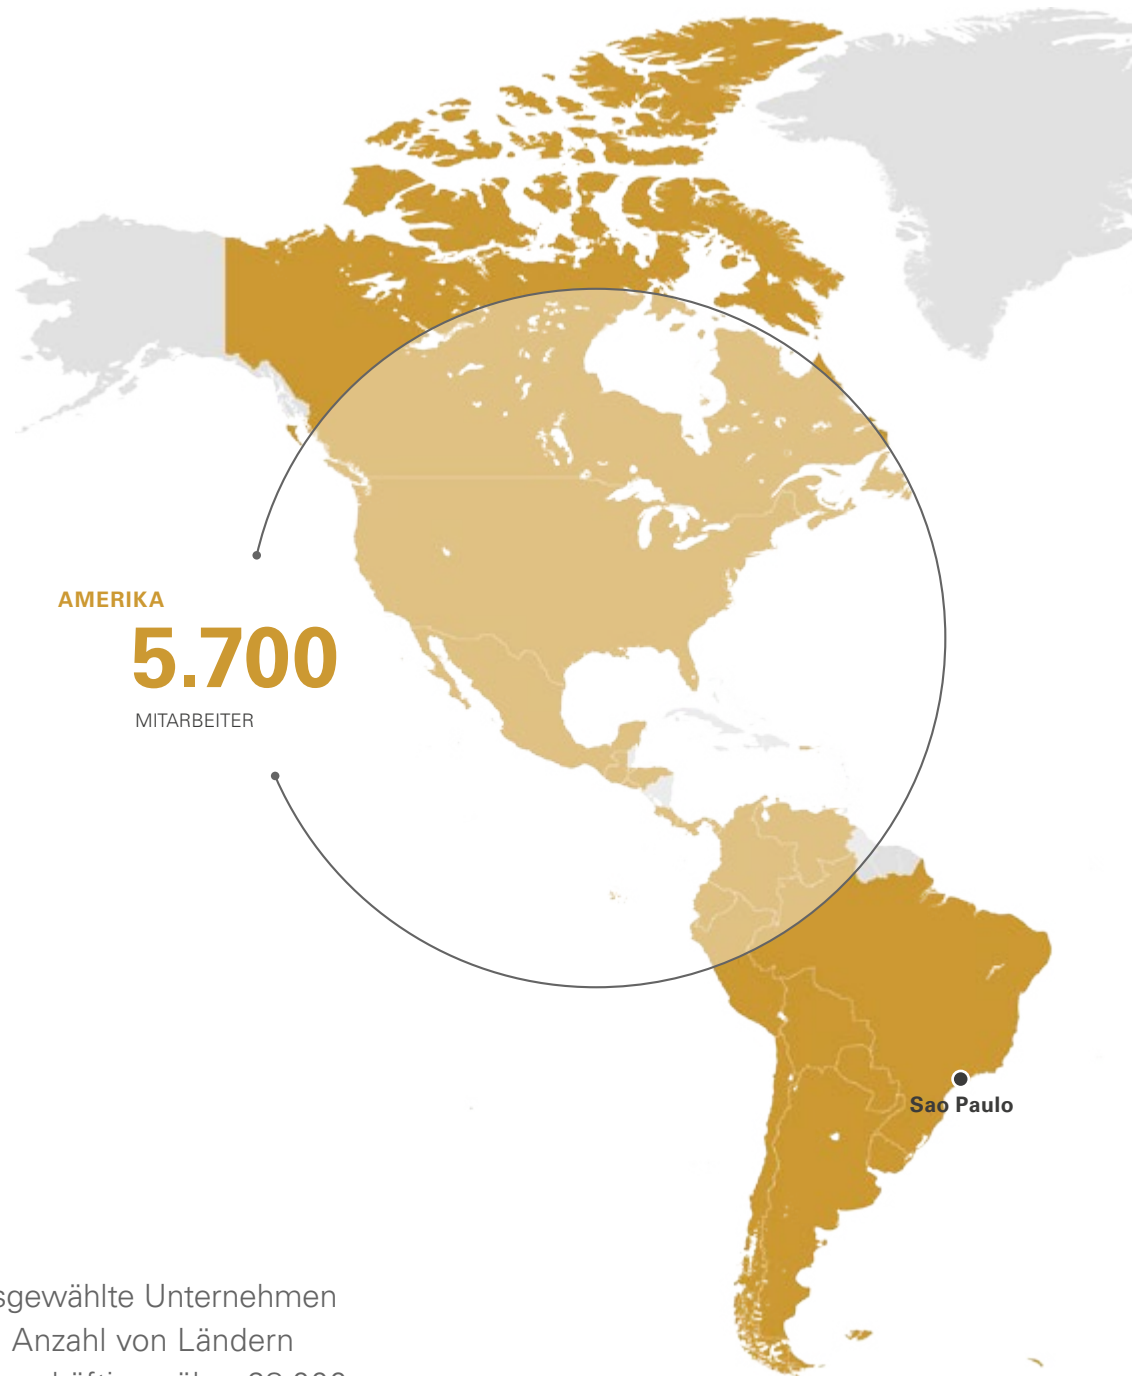 AMERIKA
5.700
MITARBEITER
Sao Paulo
sgewählte Unternehmen
Anzahl von Ländern